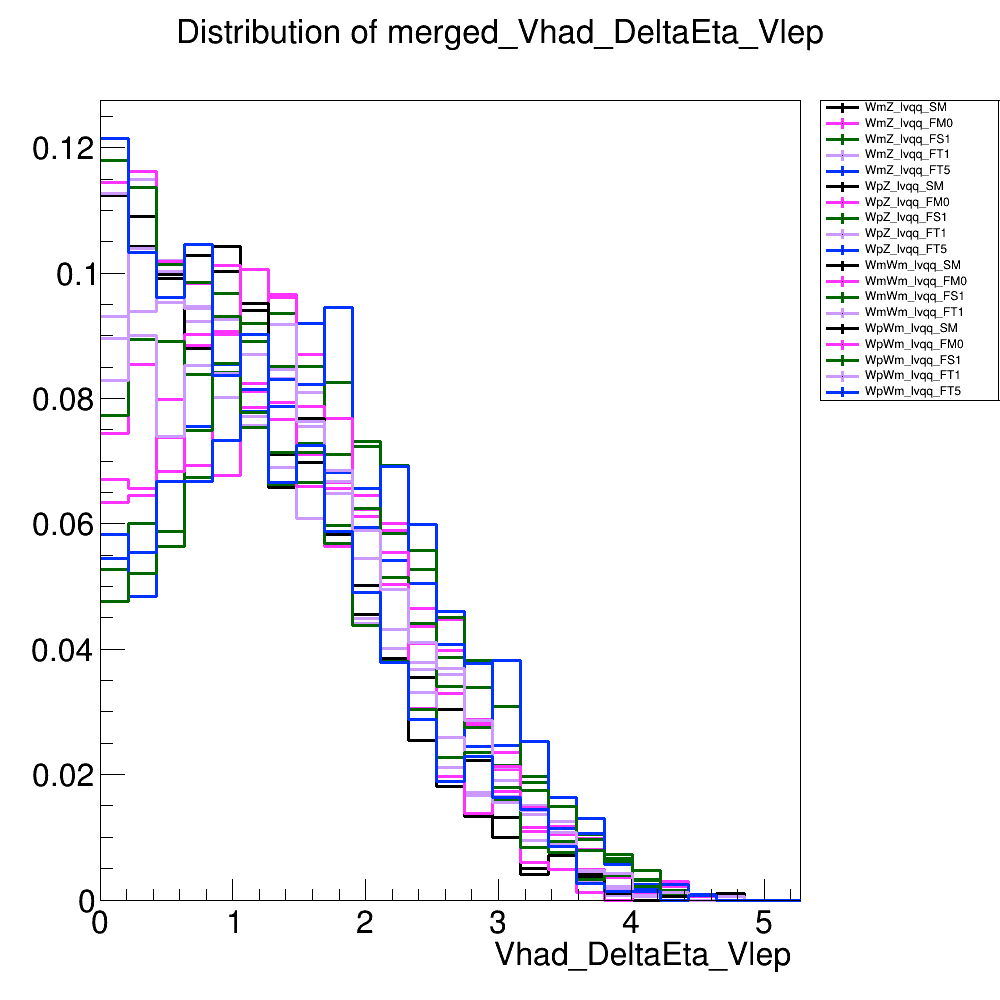 Distribution of merged_Vhad_DeltaEta_Vlep
WmZ_lvqq_SM
WmZ_lvqq_FM0
WmZ_lvqq_FS1
WmZ_lvqq_FT1
WmZ_lvqq_FT5
WpZ_lvqq_SM
WpZ_lvqq_FM0
WpZ_lvqq_FS1
WpZ_lvqq_FT1
WpZ_lvqq_FT5
WmWm_lvqq_SM
WmWm_lvqq_FM0
WmWm_lvqq_FS1
WmWm_lvqq_FT1
WpWm_lvqq_SM
WpWm_lvqq_FM0
WpWm_lvqq_FS1
WpWm_lvqq_FT1
WpWm_lvqq_FT5
0.12
0.1
0.08
0.06
0.04
0.02
0
0 1 2 3 4 5
Vhad_DeltaEta_Vlep